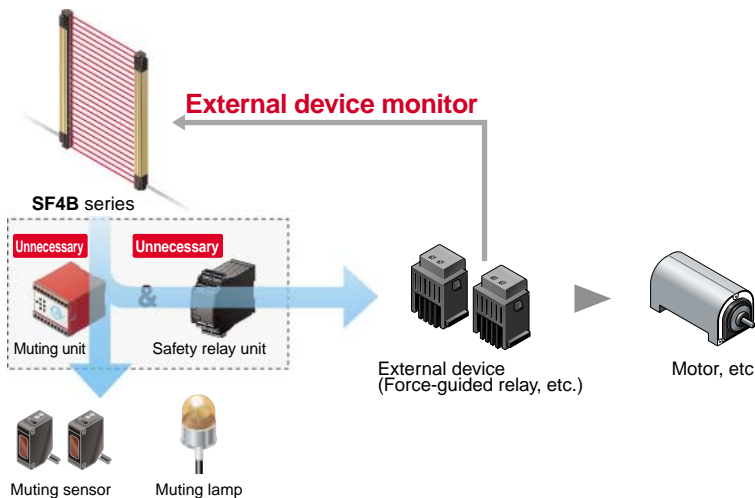 External device monitor
SF4B series
Unnecessary
Unnecessary
&
Muting unit
Safety relay unit
External device
(Force-guided relay, etc.)
Motor, etc
Muting sensor
Muting lamp